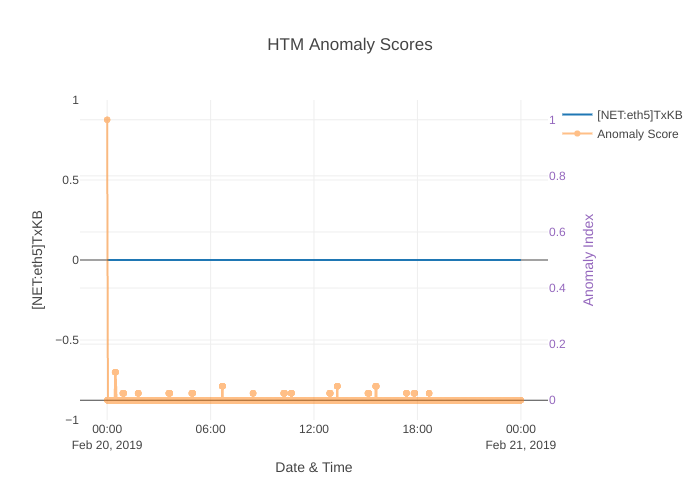 HTM Anomaly Scores
1
0.5
0
−0.5
−1
[NET:eth5]TxKB
1
0.8
0.6
0.4
0.2
0
Anomaly Index
[NET:eth5]TxKB
Anomaly Score
00:00
Feb 20, 2019
06:00
12:00
18:00
00:00
Feb 21, 2019
Date & Time